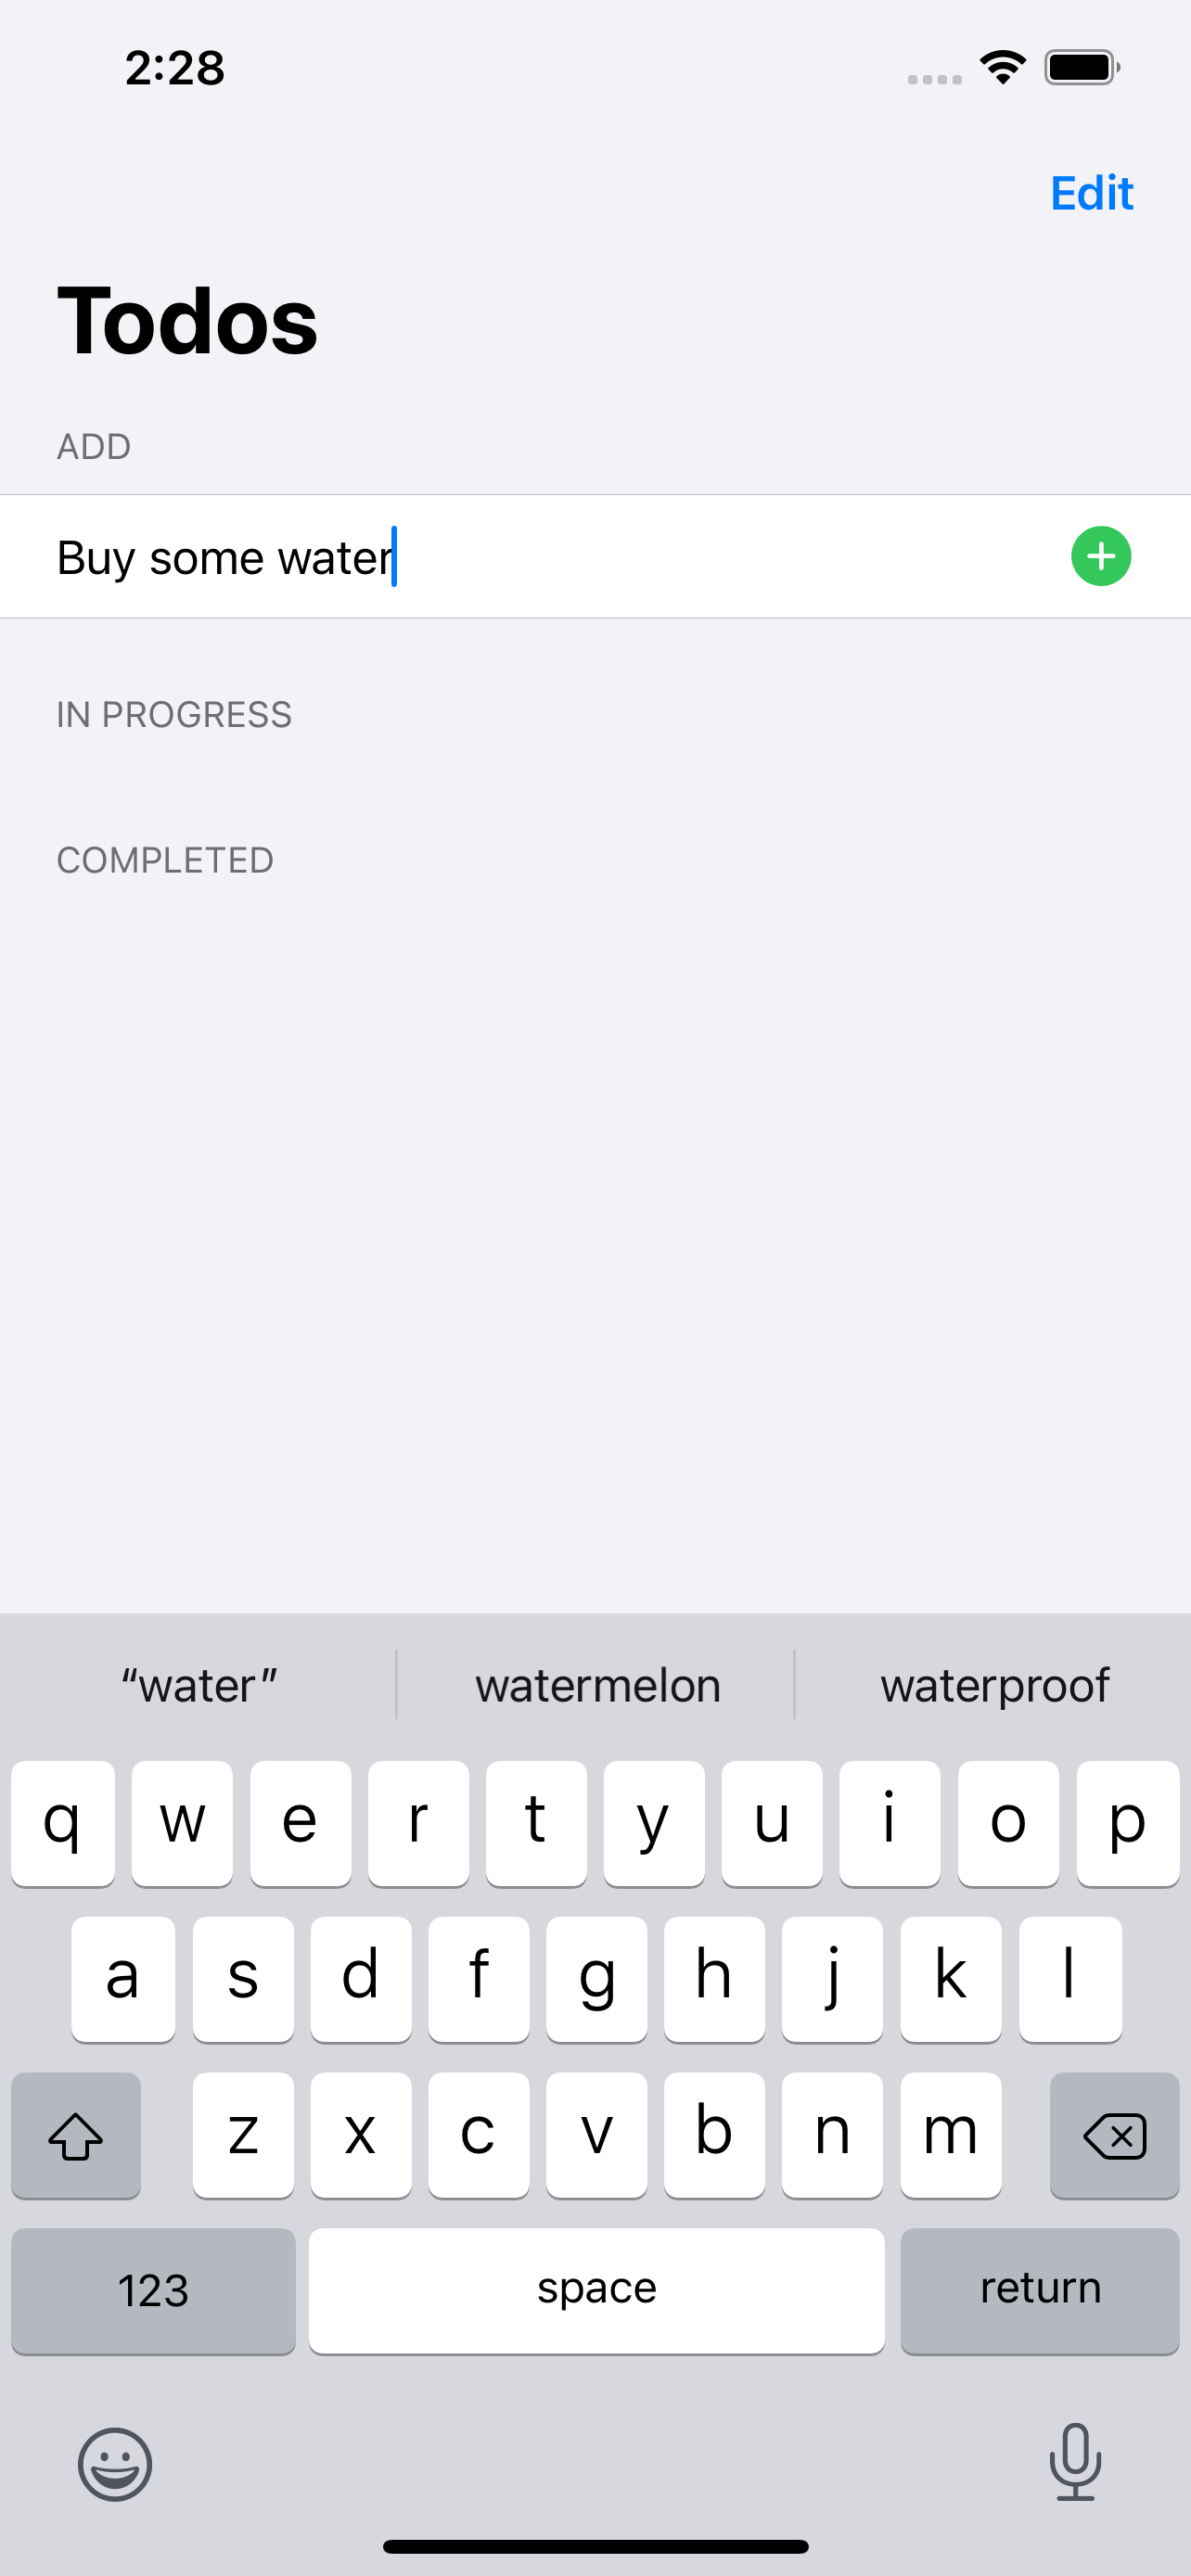 2:28
Edit
Todos
ADD
Buy some water
IN PROGRESS
COMPLETED
“water” watermelon waterproof
q w e r t y u i o p
a s d f g h j k l
z x c v b n m
123 space return